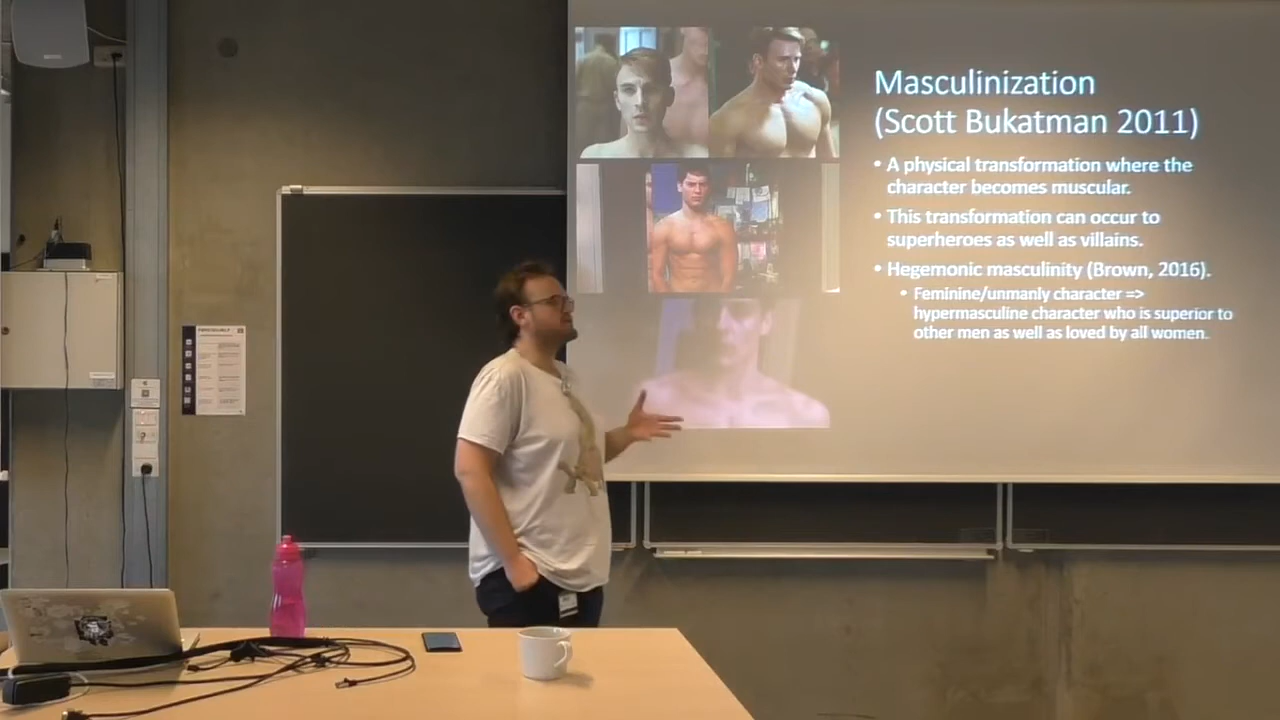 Masculinization
(Scott Bukatman 2011)
• A physical transformation where the
character becomes muscular.
• This transformation can occur to
superheroes as well as villains.
• Hegemonic masculinity (Brown, 2016).
• Feminine/unmanly character =>
hypermasculine character who is superior to
other men as well as loved by all women.